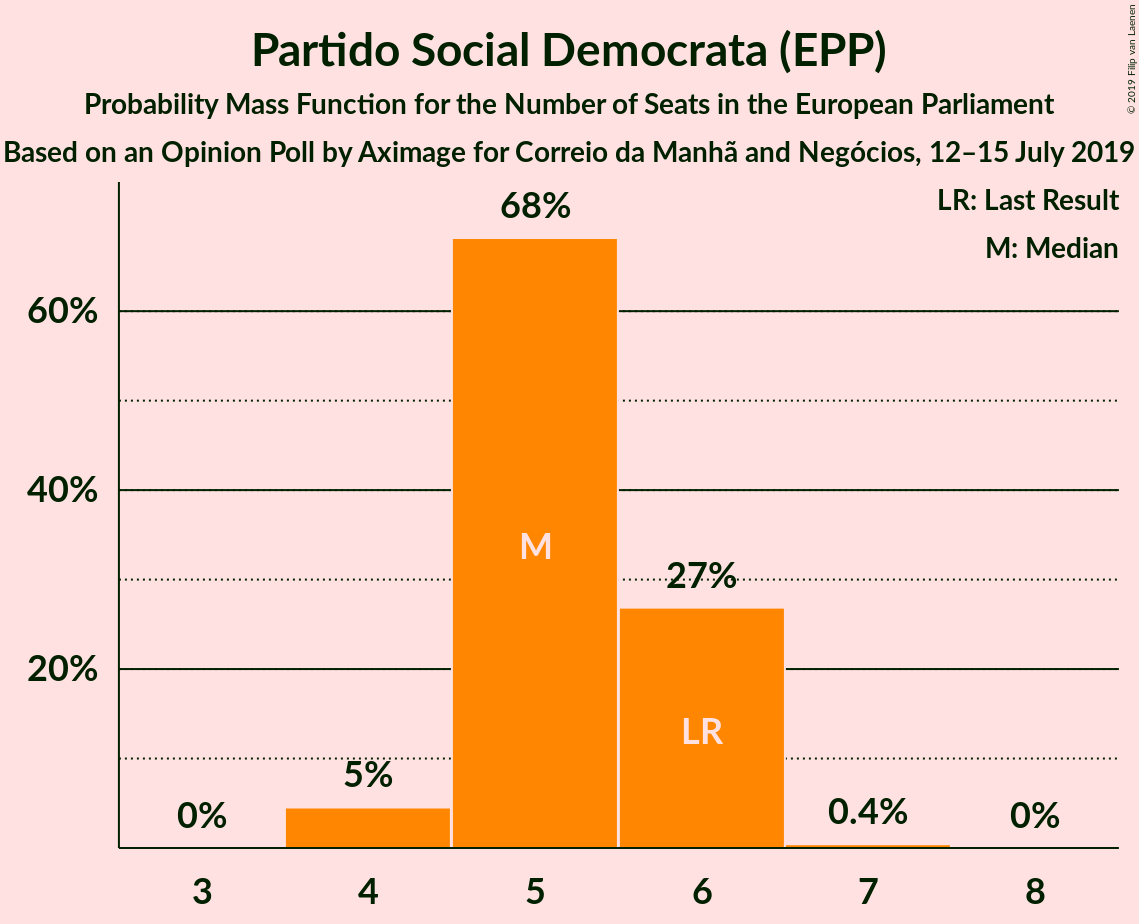 Partido Social Democrata (EPP)
Probability Mass Function for the Number of Seats in the European Parliament
Based on an Opinion Poll by Aximage for Correio da Manhã and Negócios, 12–15 July 2019
© 2019 Filip van Laenen
LR: Last Result
M: Median
68%
60%
40%
M
27%
20%
LR
5%
0%
0.4%
0%
3 4 5 6 7 8